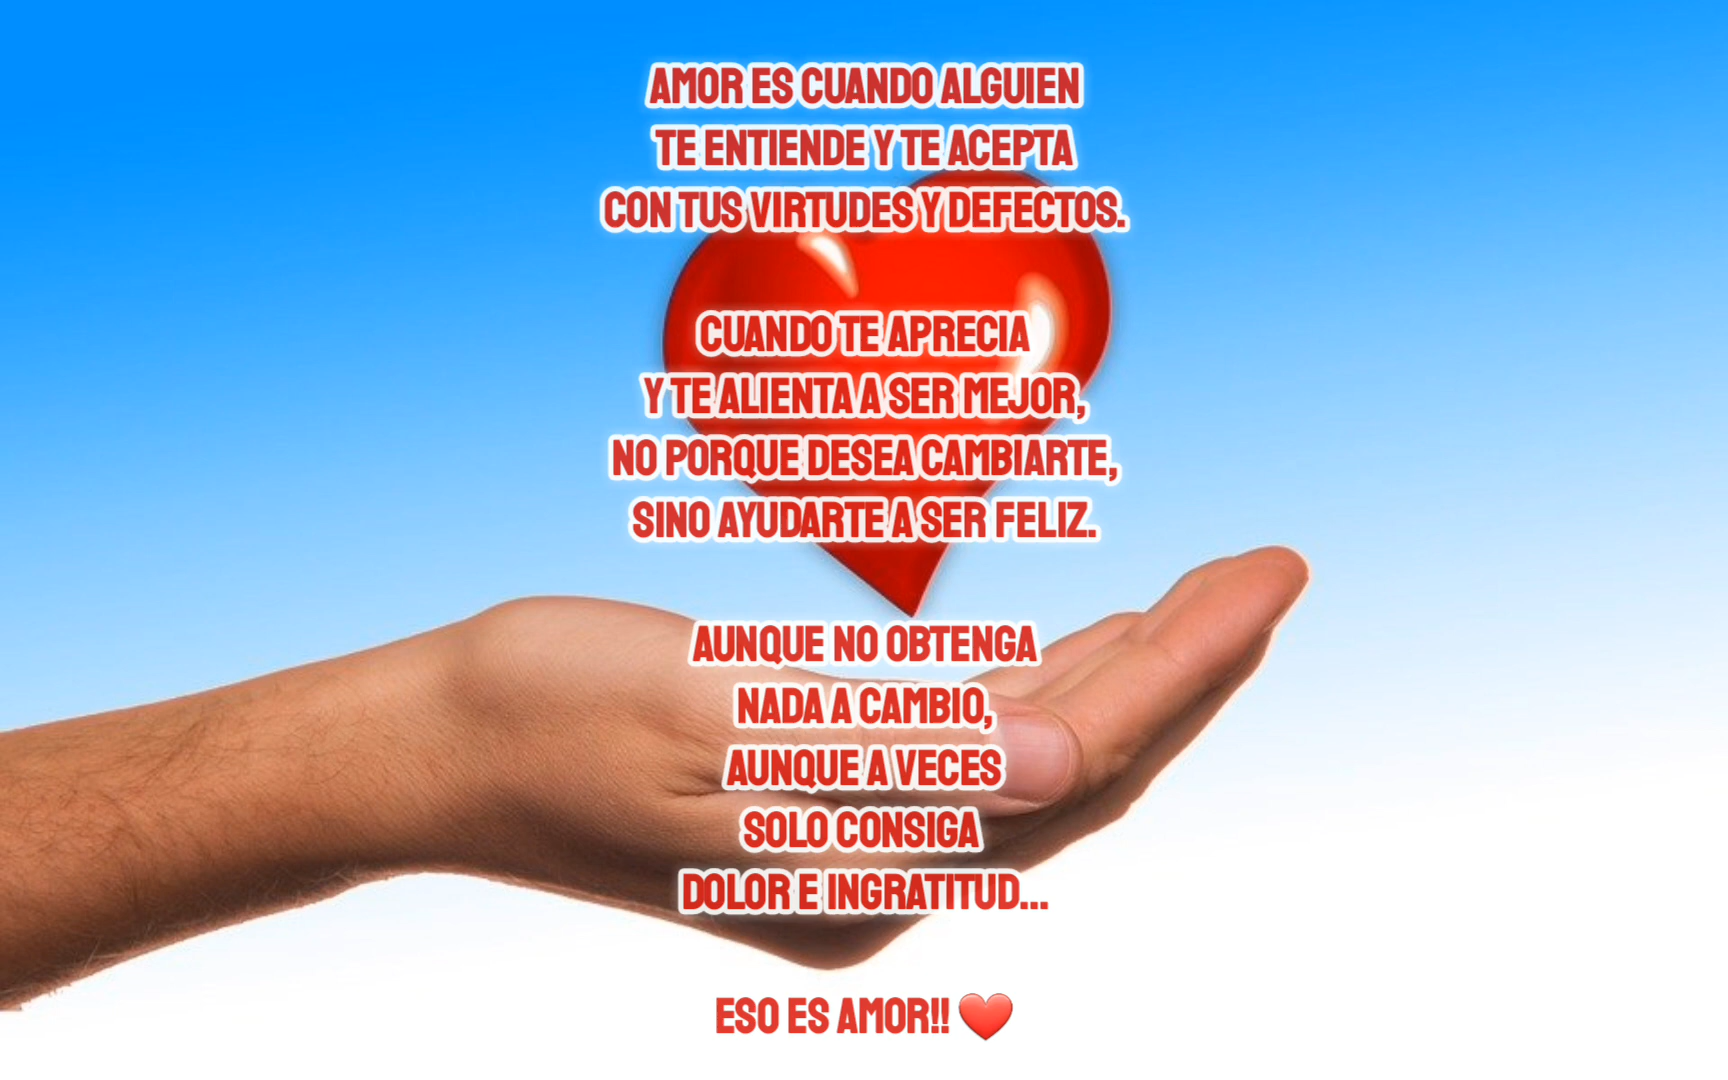 AMOR ES CUANDO ALGUIEN
TE ENTIENDE Y TE ACEPTA
CON TUS VIRTUDES Y DEFECTOS.
CUANDO TE APRECIA
Y TE ALIENTA A SER MEJOR,
NO PORQUE DESEA CAMBIARTE,
SINO AYUDARTE A SER FELIZ.
AUNQUE NO OBTENGA
NADA A CAMBIO,
AUNQUE A VECES
SOLO CONSIGA
DOLOR E INGRATITUD...
ESO ES AMOR!! ❤️